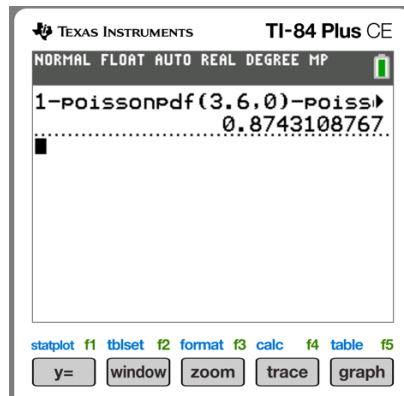 TEXAS INSTRUMENTS TI-84 Plus CE
NORMAL FLOAT AUTO REAL DEGREE MP
1-poissonpdf(3.6,0)-poiss
0.8743108767
statplot f1 tblset f2 format f3 calc f4 table f5
y= window zoom trace graph